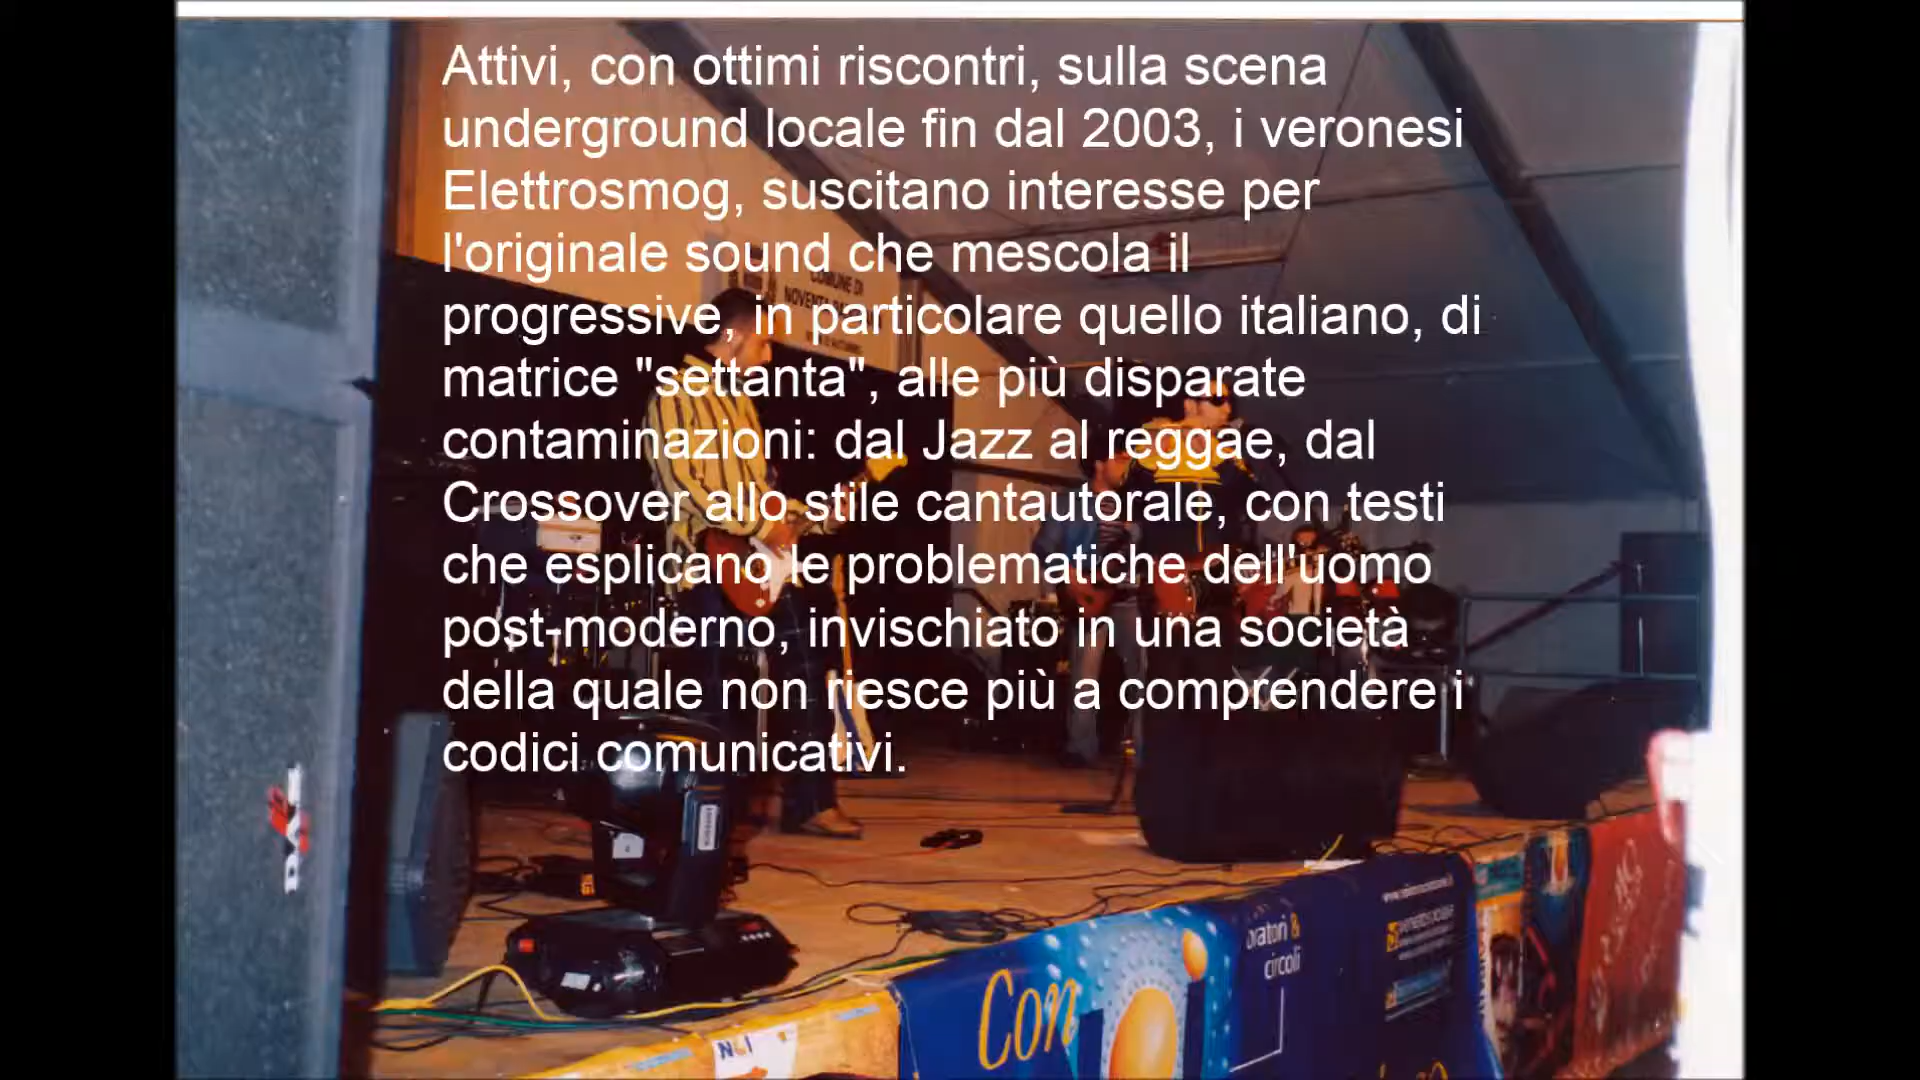 Attivi, con ottimi riscontri, sulla scena
underground locale fin dal 2003, i veronesi
Elettrosmog, suscitano interesse per
l'originale sound che mescola il
progressive, in particolare quello italiano, di
matrice "settanta", alle più disparate
contaminazioni: dal Jazz al reggae, dal
Crossover allo stile cantautorale, con testi
che esplicano le problematiche dell'uomo
post-moderno, invischiato in una società
della quale non riesce più a comprendere i
codici comunicativi.
COMUNE DI
oratori &
circoli
Con